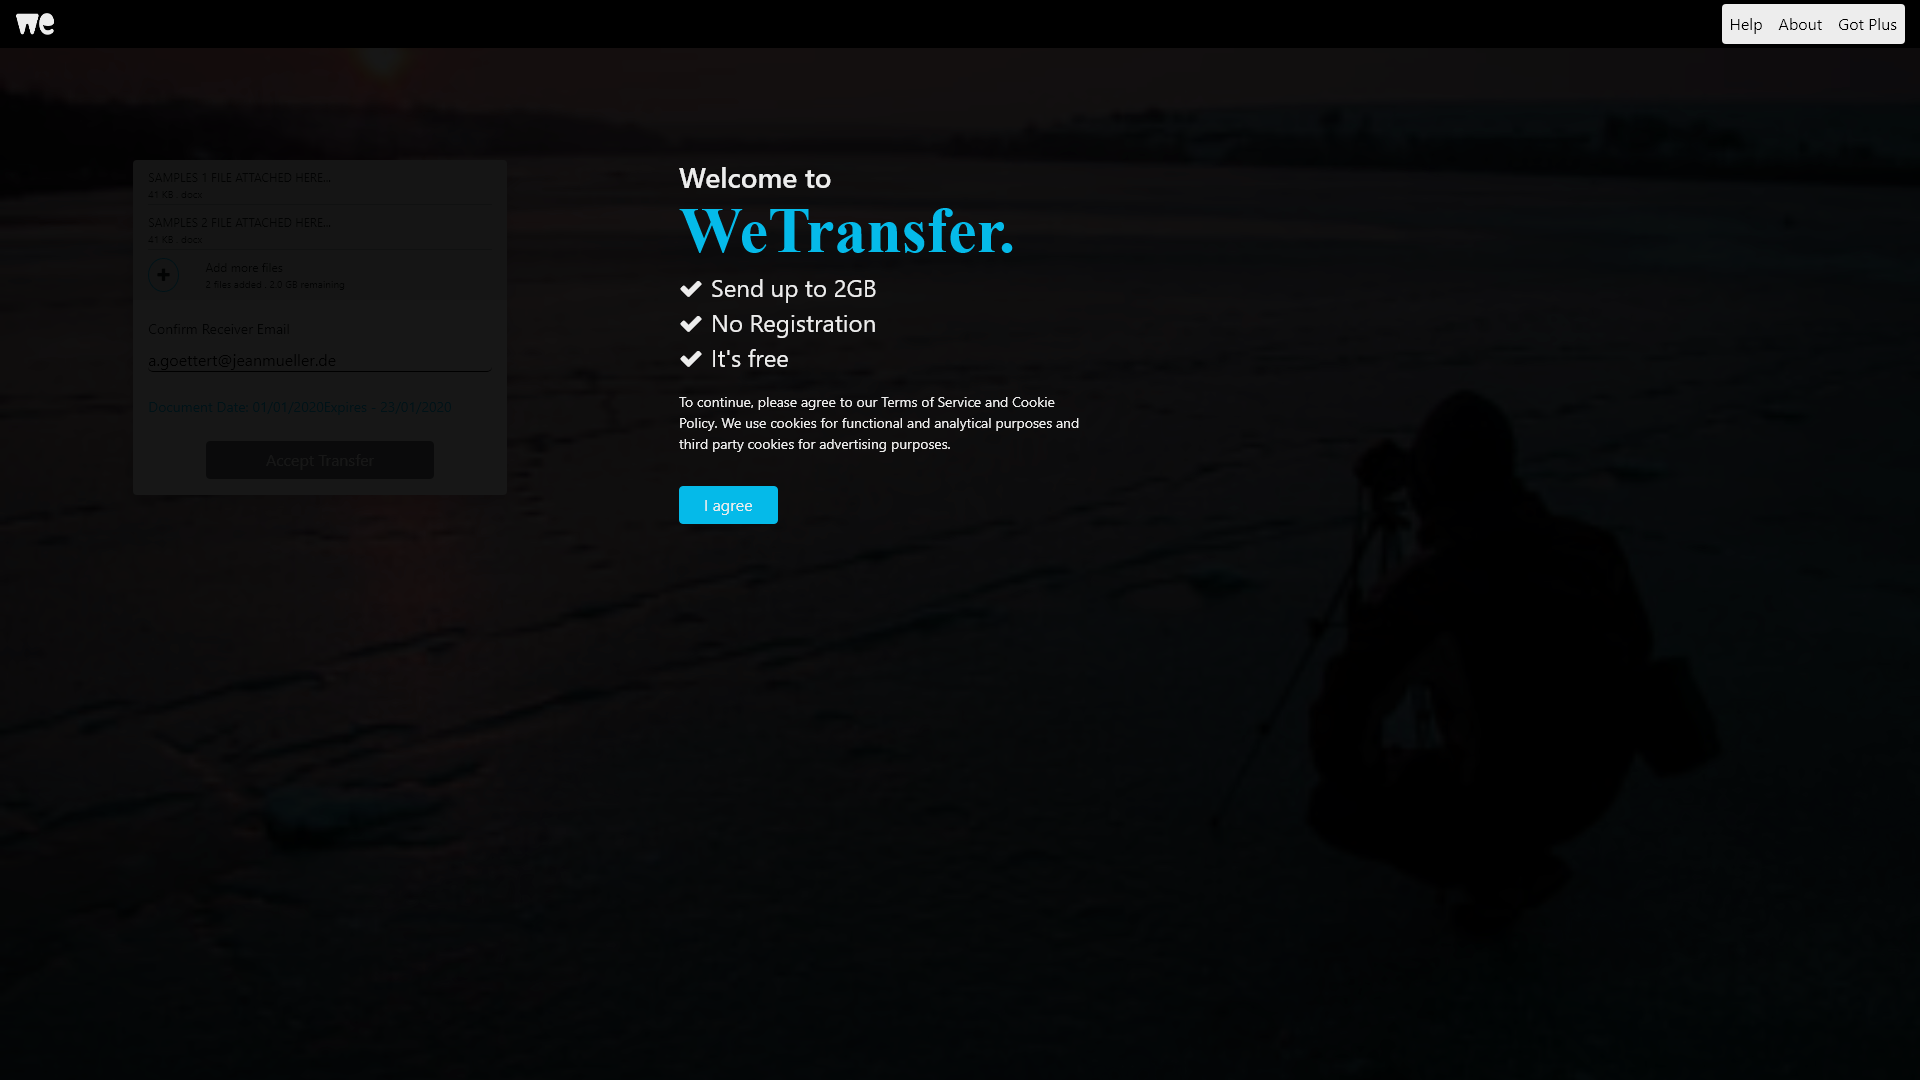 we
Help About Got Plus
SAMPLES 1 FILE ATTACHED HERE...
41 KB . docx
SAMPLES 2 FILE ATTACHED HERE...
41 KB . docx
Add more files
2 files added . 2.0 GB remaining
Confirm Receiver Email
a.goettert@jeanmueller.de
Document Date: 01/01/2020Expires - 23/01/2020
Accept Transfer
Welcome to
WeTransfer.
Send up to 2GB
No Registration
It's free
To continue, please agree to our Terms of Service and Cookie
Policy. We use cookies for functional and analytical purposes and
third party cookies for advertising purposes.
I agree